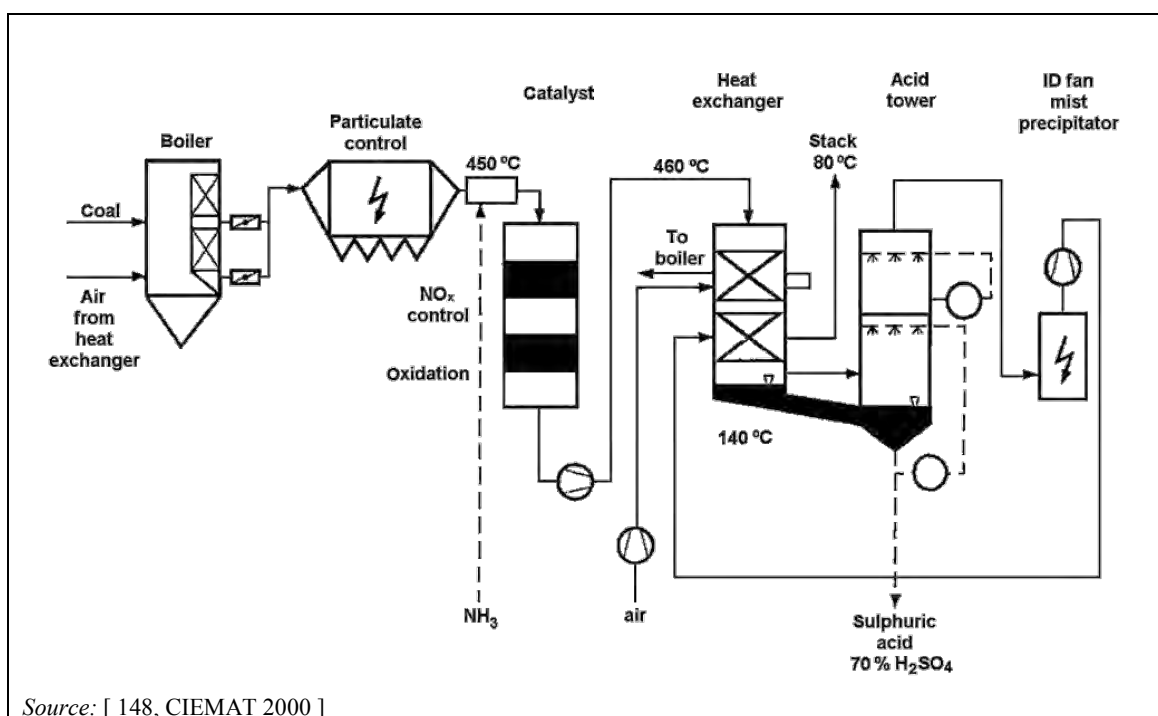 Catalyst
Heat
exchanger
Acid
tower
ID fan
mist
precipitator
Boiler
Particulate
control
450 ºC
460 ºC
Stack
80 ºC
Coal
To
boiler
Air
from
heat
exchanger
NOₓ
control
Oxidation
140 ºC
NH₃
air
Sulphuric
acid
70 % H₂SO₄
Source: [ 148, CIEMAT 2000 ]